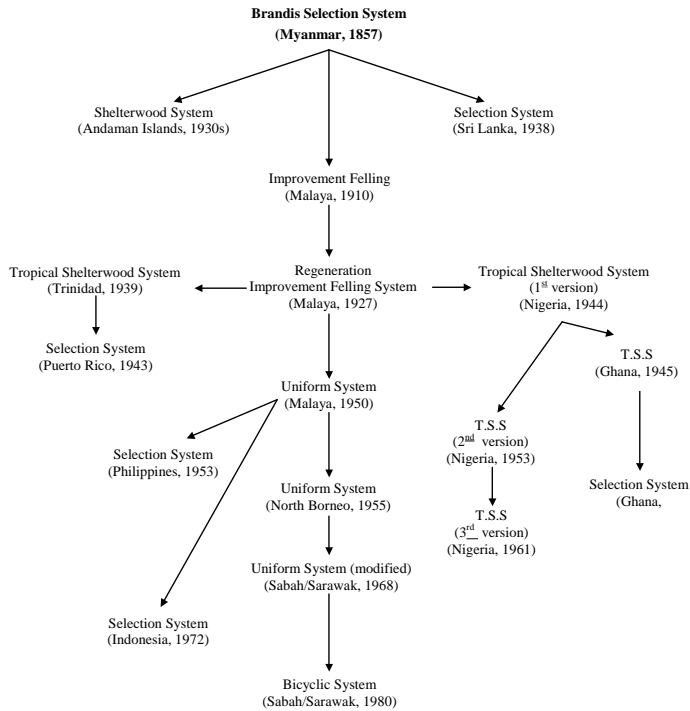 Brandis Selection System
(Myanmar, 1857)
Shelterwood System
(Andaman Islands, 1930s)
Selection System
(Sri Lanka, 1938)
Improvement Felling
(Malaya, 1910)
Tropical Shelterwood System
(Trinidad, 1939)
Regeneration
Improvement Felling System
(Malaya, 1927)
Tropical Shelterwood System
(1st version)
(Nigeria, 1944)
Selection System
(Puerto Rico, 1943)
T.S.S
(Ghana, 1945)
Uniform System
(Malaya, 1950)
T.S.S
(2nd version)
(Nigeria, 1953)
Selection System
(Philippines, 1953)
Selection System
(Ghana,
Uniform System
(North Borneo, 1955)
T.S.S
(3rd version)
(Nigeria, 1961)
Uniform System (modified)
(Sabah/Sarawak, 1968)
Selection System
(Indonesia, 1972)
Bicyclic System
(Sabah/Sarawak, 1980)